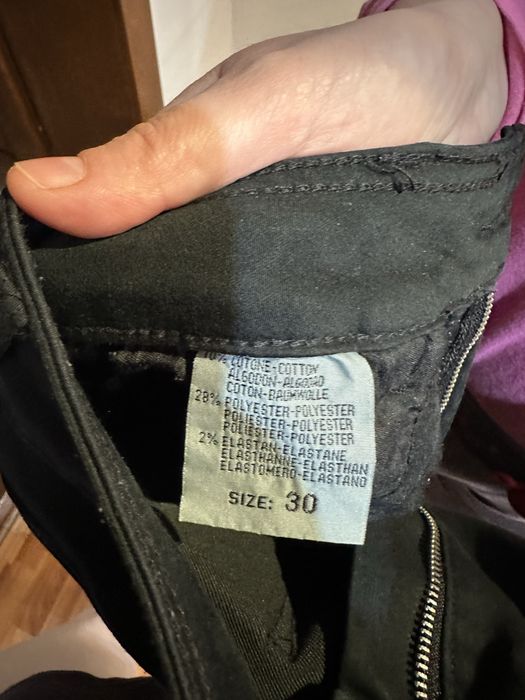 COTONE-COTTON
ALGODON-ALGODAO
COTON-BAUMWOLLE
28% POLYESTER-POLYESTER
POLIESTER-POLYESTER
POLIESTER-POLYESTER
2% ELASTAN-ELASTANE
ELASTHANNE-ELASTHAN
ELASTOMERO-ELASTANO
SIZE: 30